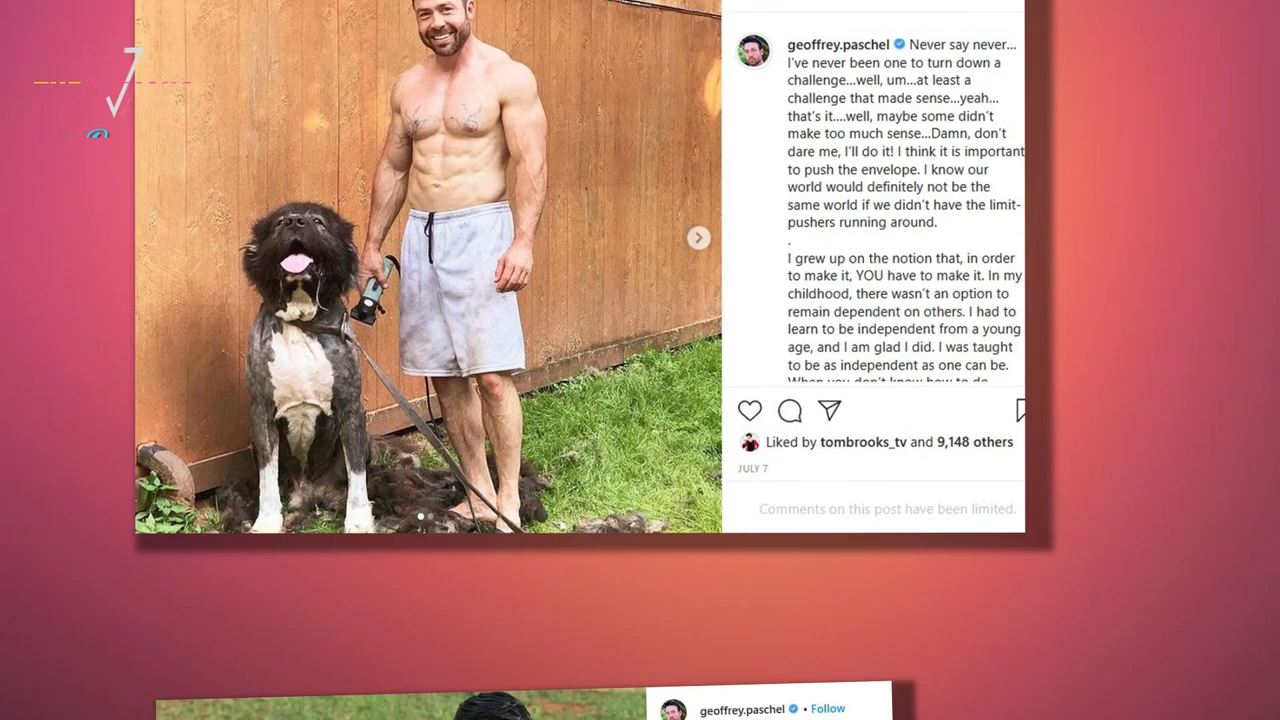 geoffrey.paschel Never say never...
I've never been one to turn down a
challenge...well, um...at least a
challenge that made sense...yeah...
that's it....well, maybe some didn't
make too much sense...Damn, don't
dare me, I'll do it! I think it is important
to push the envelope. I know our
world would definitely not be the
same world if we didn't have the limit-
pushers running around.
.
I grew up on the notion that, in order
to make it, YOU have to make it. In my
childhood, there wasn't an option to
remain dependent on others. I had to
learn to be independent from a young
age, and I am glad I did. I was taught
to be as independent as one can be.
When you don't know how to do
Liked by tombrooks_tv and 9,148 others
JULY 7
Comments on this post have been limited.
geoffrey.paschel • Follow